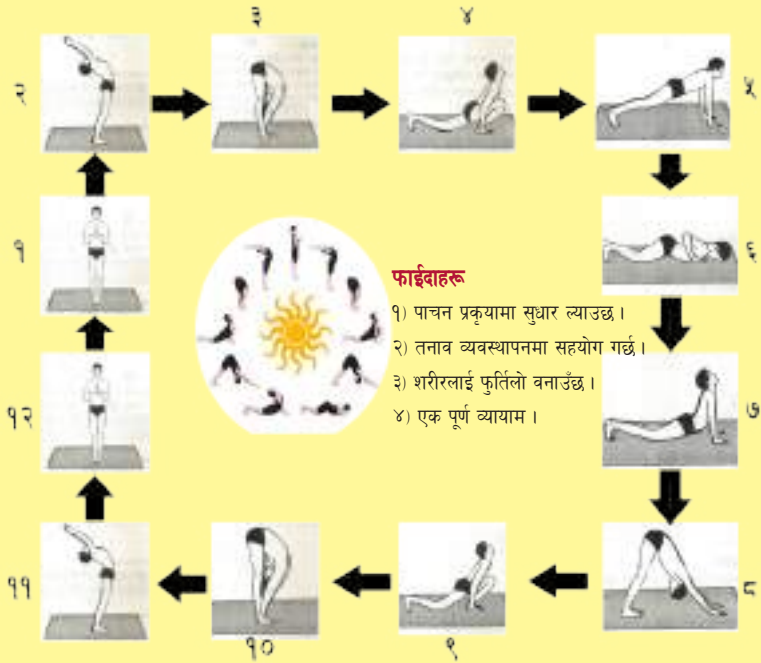 ३
४
२
५
१
६
फाईदाहरू
१) पाचन प्रकृयामा सुधार ल्याउछ ।
२) तनाव व्यवस्थापनमा सहयोग गर्छ ।
३) शरीरलाई फुर्तिलो वनाउँछ ।
४) एक पूर्ण व्यायाम ।
१२
७
११
८
१०
९